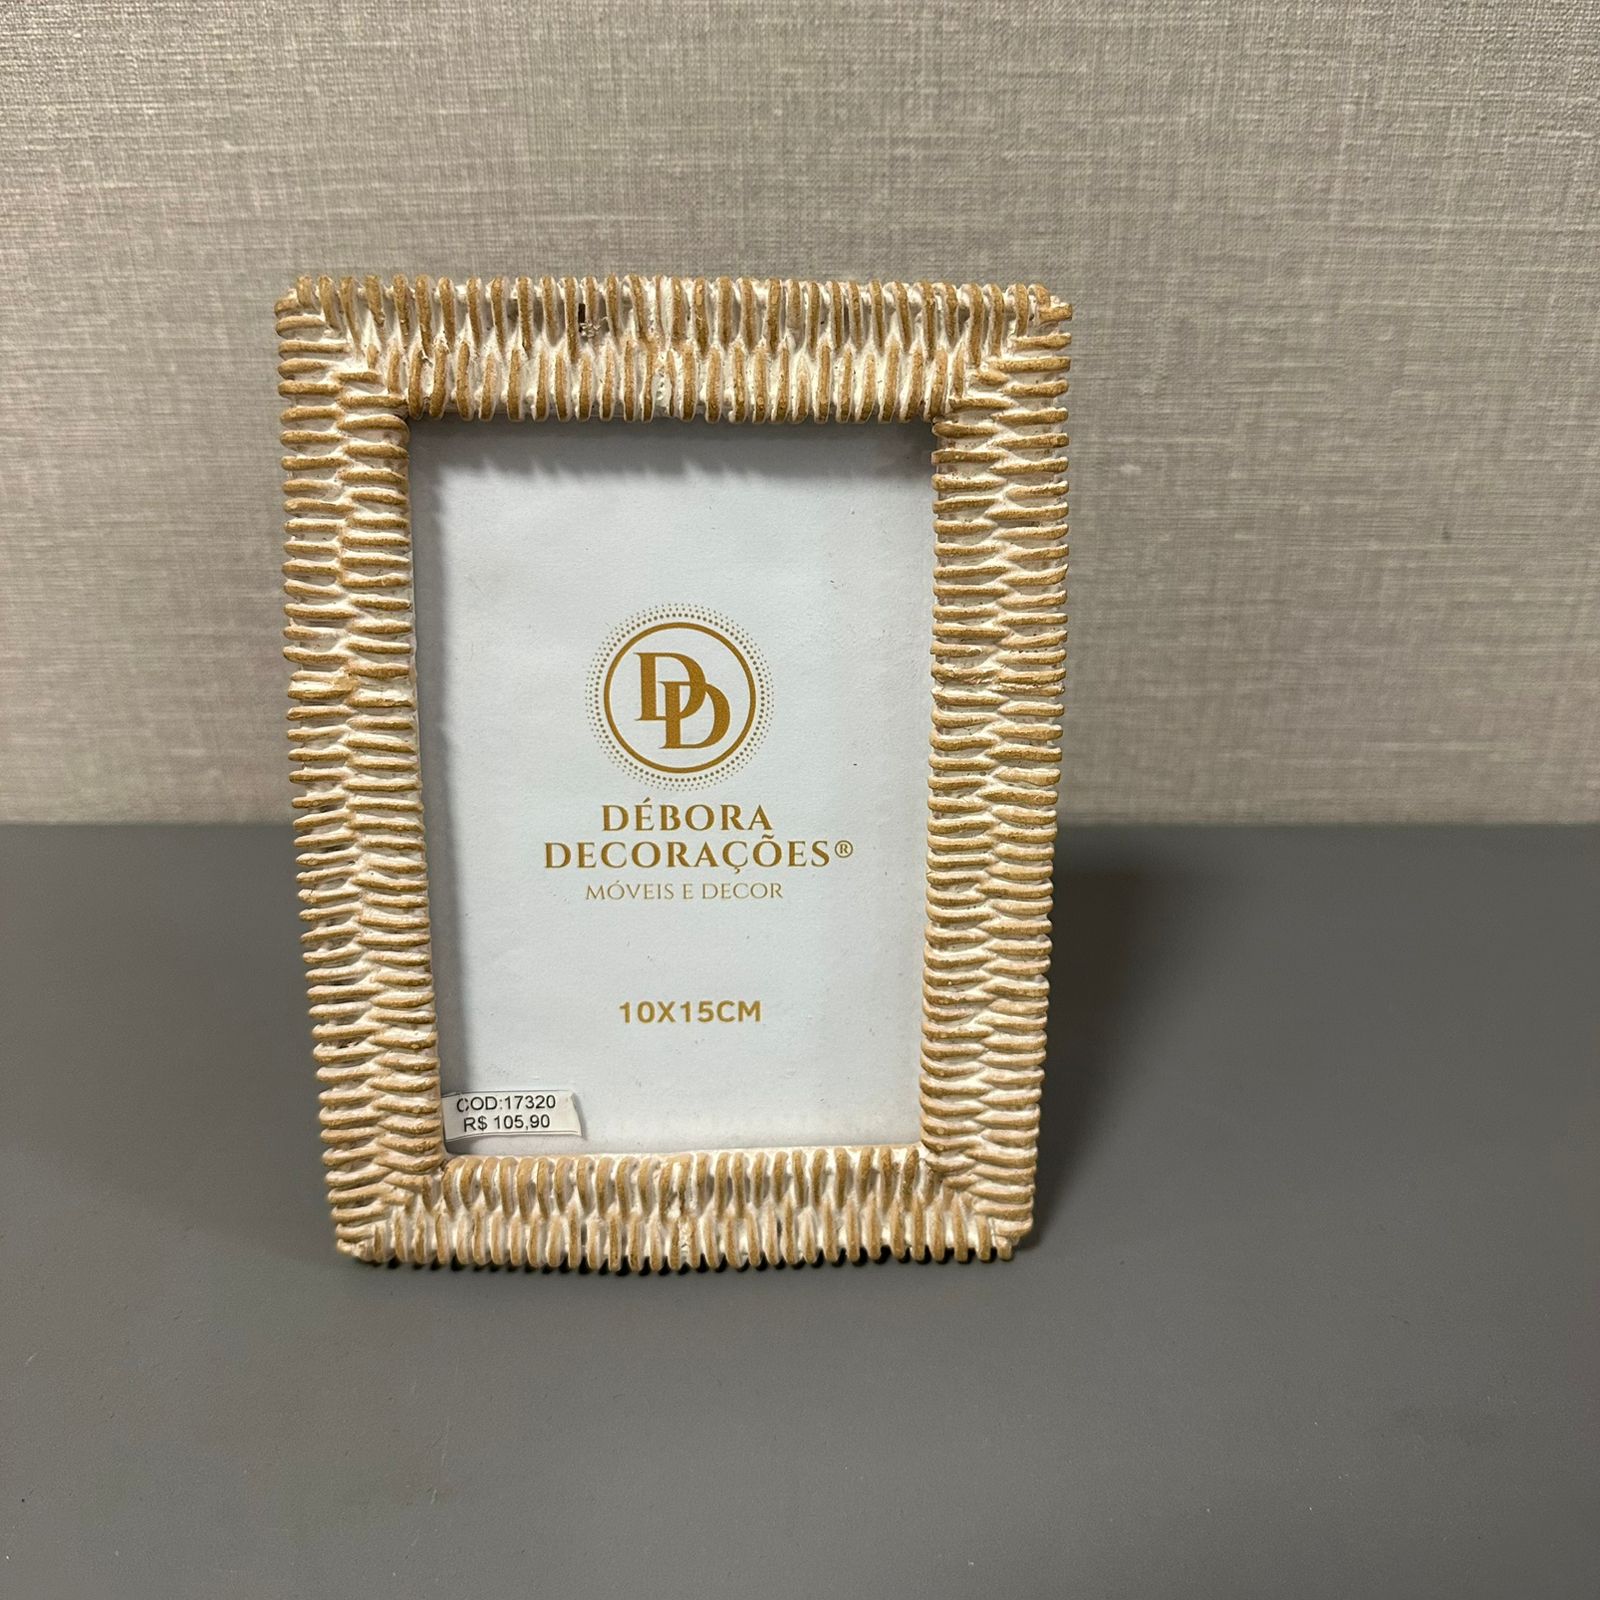 DD
DÉBORA
DECORAÇÕES®
MÓVEIS E DECOR
10X15CM
COD:17320
R$ 105,90